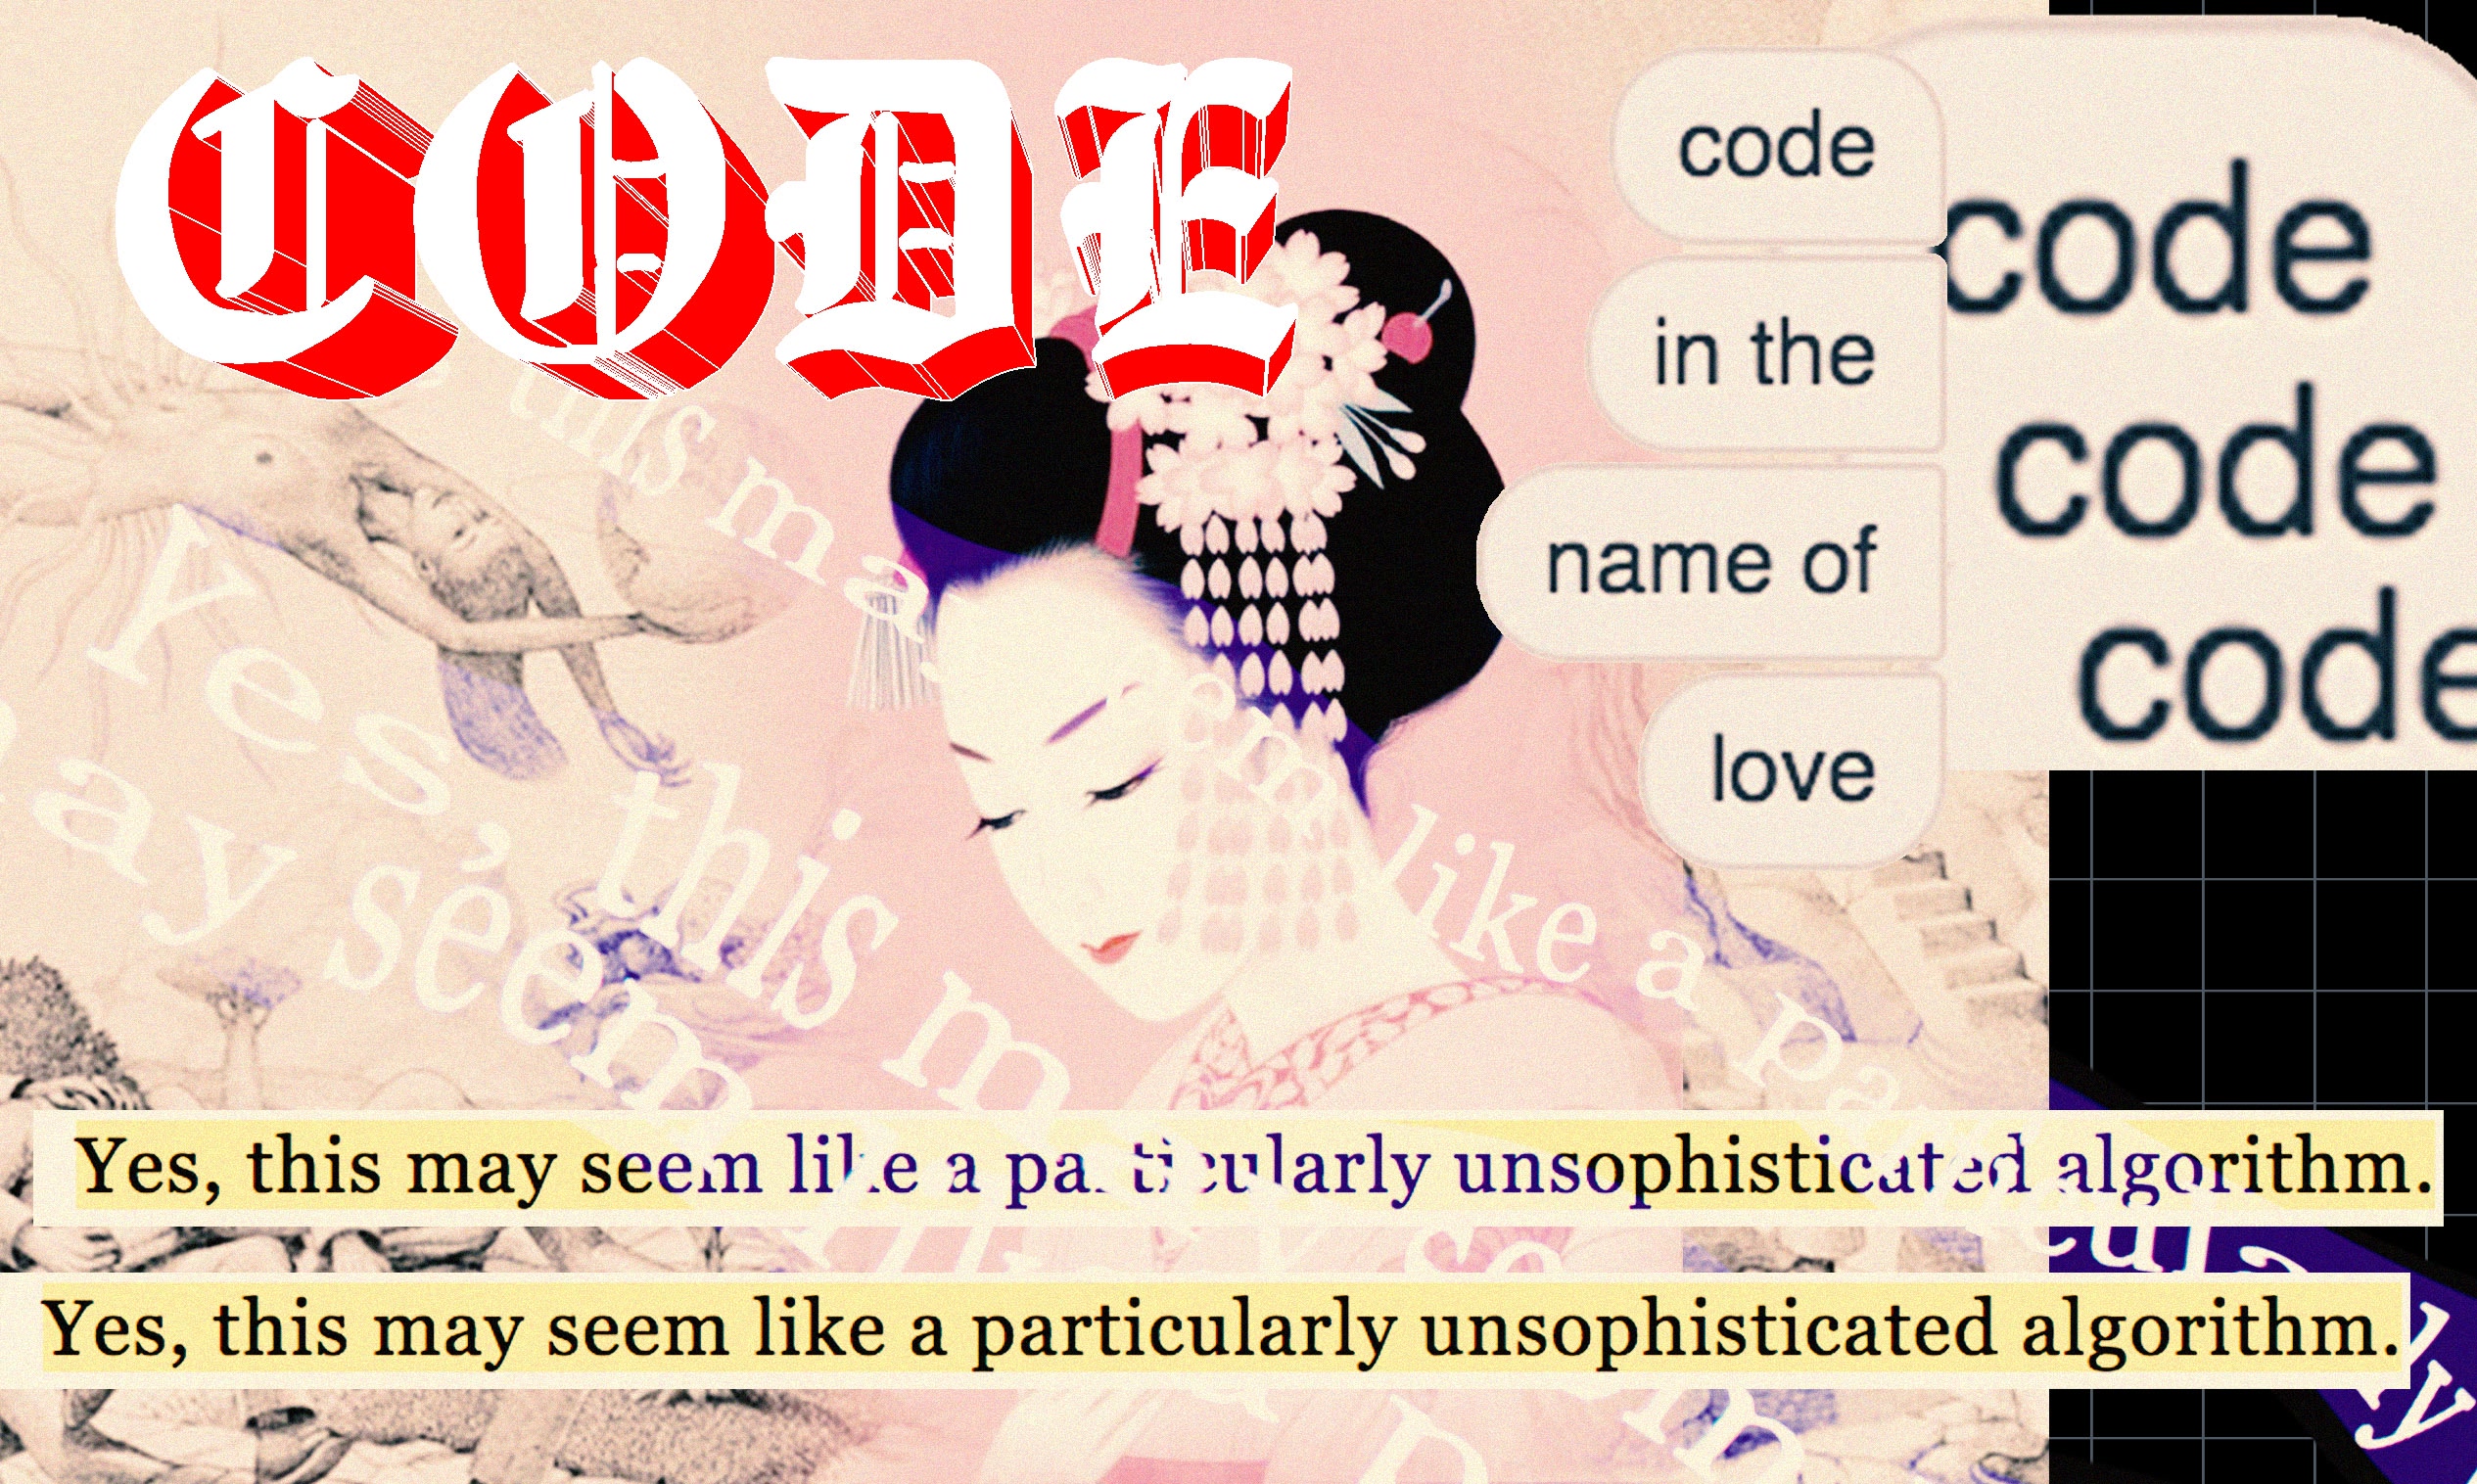 CODE
code
in the
name of
love
code
code
code
Yes, this may seem like a particularly
Yes, this may seem like a particularly unsophisticated algorithm.
Yes, this may seem like a particularly unsophisticated algorithm.